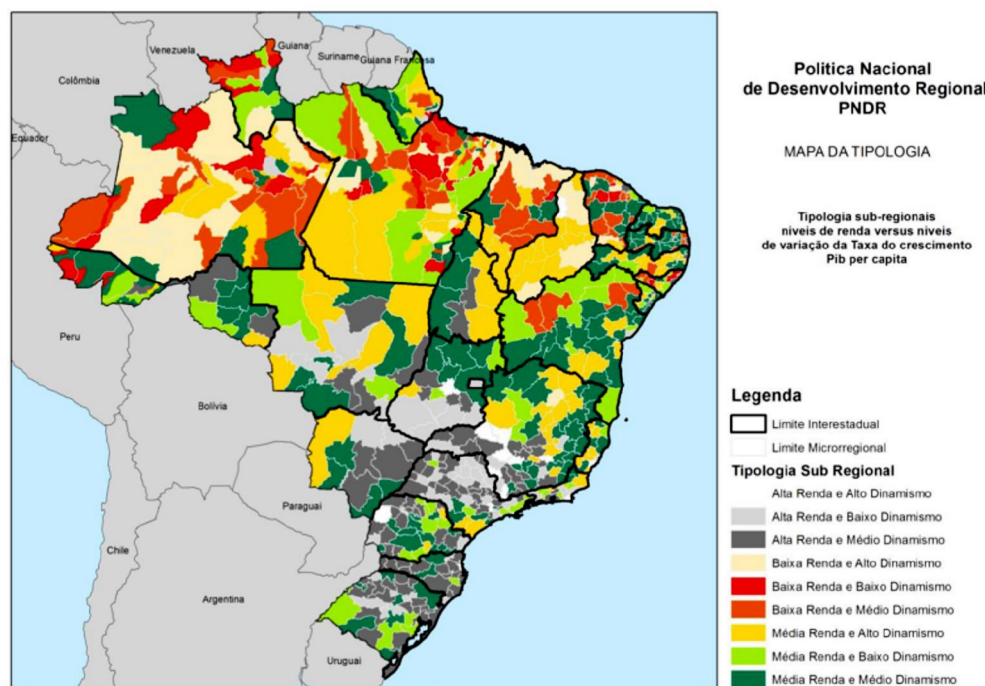 Politica Nacional
de Desenvolvimento Regional
PNDR
MAPA DA TIPOLOGIA
Tipologia sub-regionais
niveis de renda versus niveis
de variação da Taxa do crescimento
Pib per capita
Venezuela
Guiana
Suriname
Guiana Francesa
Colômbia
Equador
Peru
Bolívia
Paraguai
Chile
Argentina
Uruguai
Legenda
Limite Interestadual
Limite Microrregional
Tipologia Sub Regional
Alta Renda e Alto Dinamismo
Alta Renda e Baixo Dinamismo
Alta Renda e Médio Dinamismo
Baixa Renda e Alto Dinamismo
Baixa Renda e Baixo Dinamismo
Baixa Renda e Médio Dinamismo
Média Renda e Alto Dinamismo
Média Renda e Baixo Dinamismo
Média Renda e Médio Dinamismo